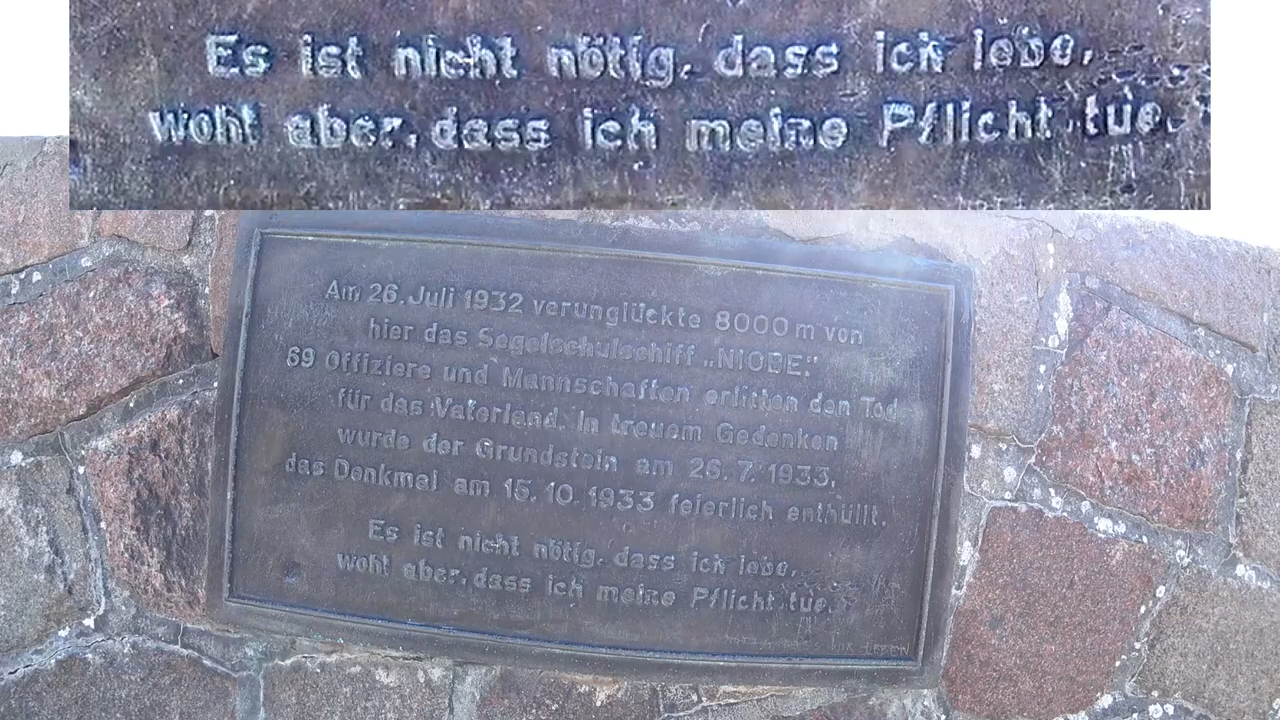 Es ist nicht nötig, dass ich lebe,
wohl aber, dass ich meine Pflicht tue.
Am 26. Juli 1932 verunglückte 8000 m von
hier das Segelschulschiff „NIOBE".
69 Offiziere und Mannschaften erlitten den Tod
für das Vaterland. In treuem Gedenken
wurde der Grundstein am 26. 7. 1933,
das Denkmal am 15. 10. 1933 feierlich enthüllt.
Es ist nicht nötig, dass ich lebe,
wohl aber, dass ich meine Pflicht tue.